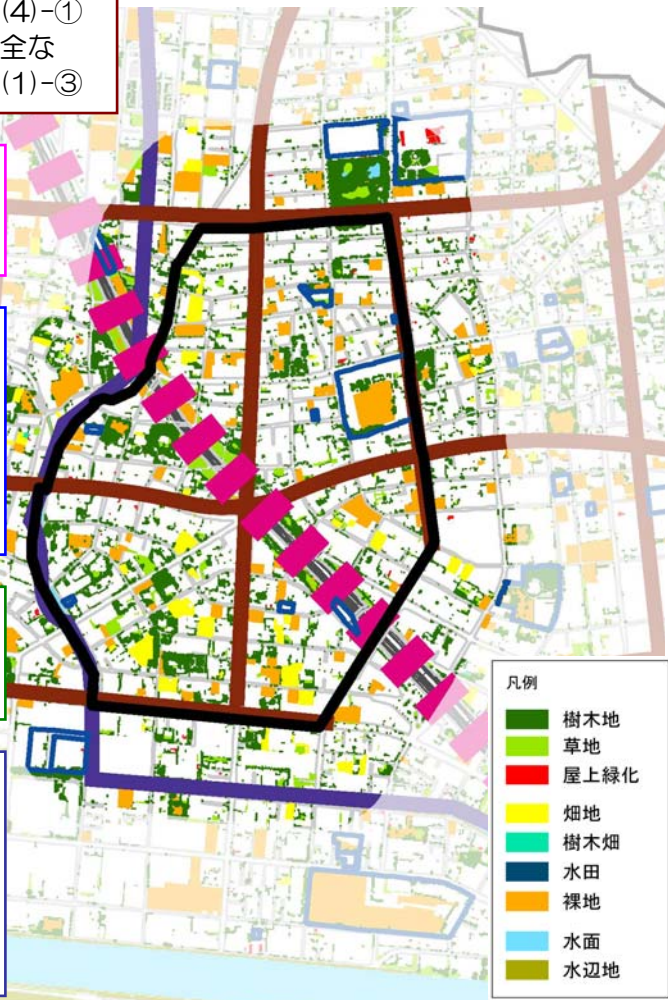 (4)-①
全な
(1)-③
凡例
樹木地
草地
屋上緑化
畑地
樹木畑
水田
裸地
水面
水辺地